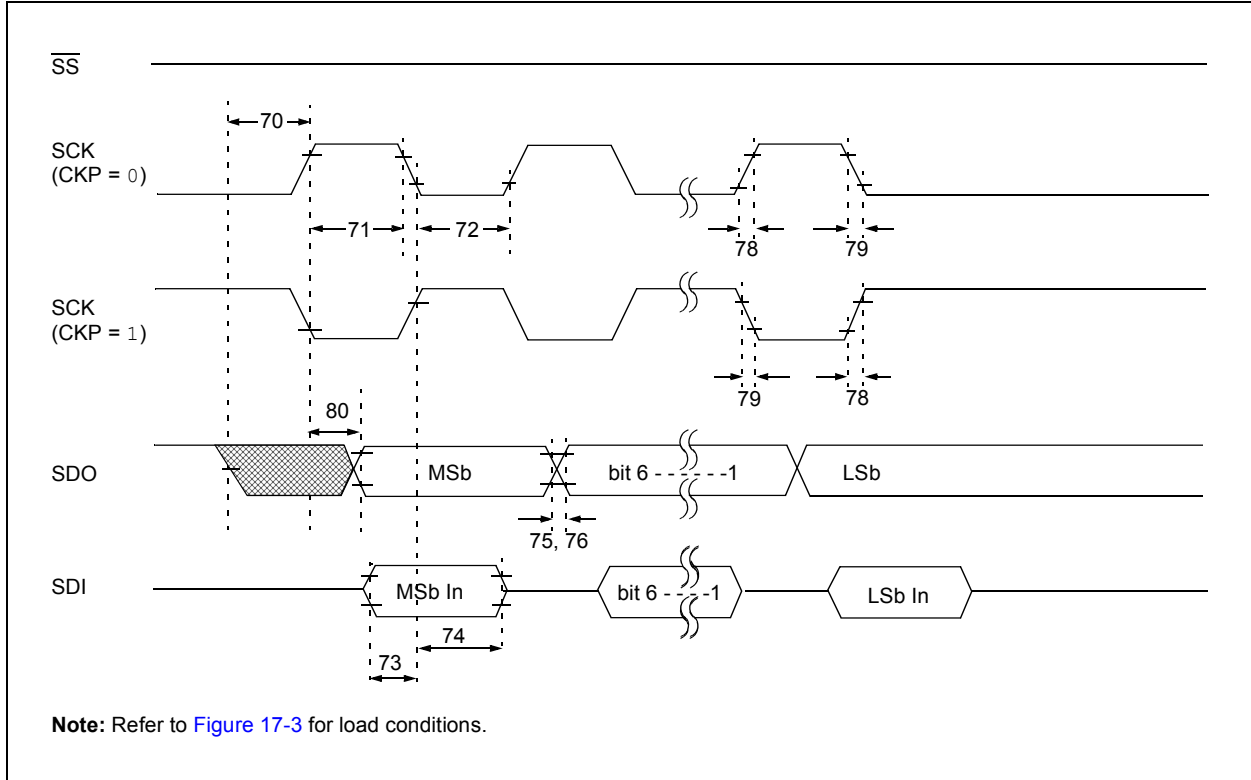 SS
70
SCK
(CKP = 0)
71
72
78
79
SCK
(CKP = 1)
79
78
80
SDO
MSb
bit 6 - - - - - - -1
LSb
75, 76
SDI
MSb In
bit 6 - - - - -1
LSb In
74
73
Note: Refer to Figure 17-3 for load conditions.